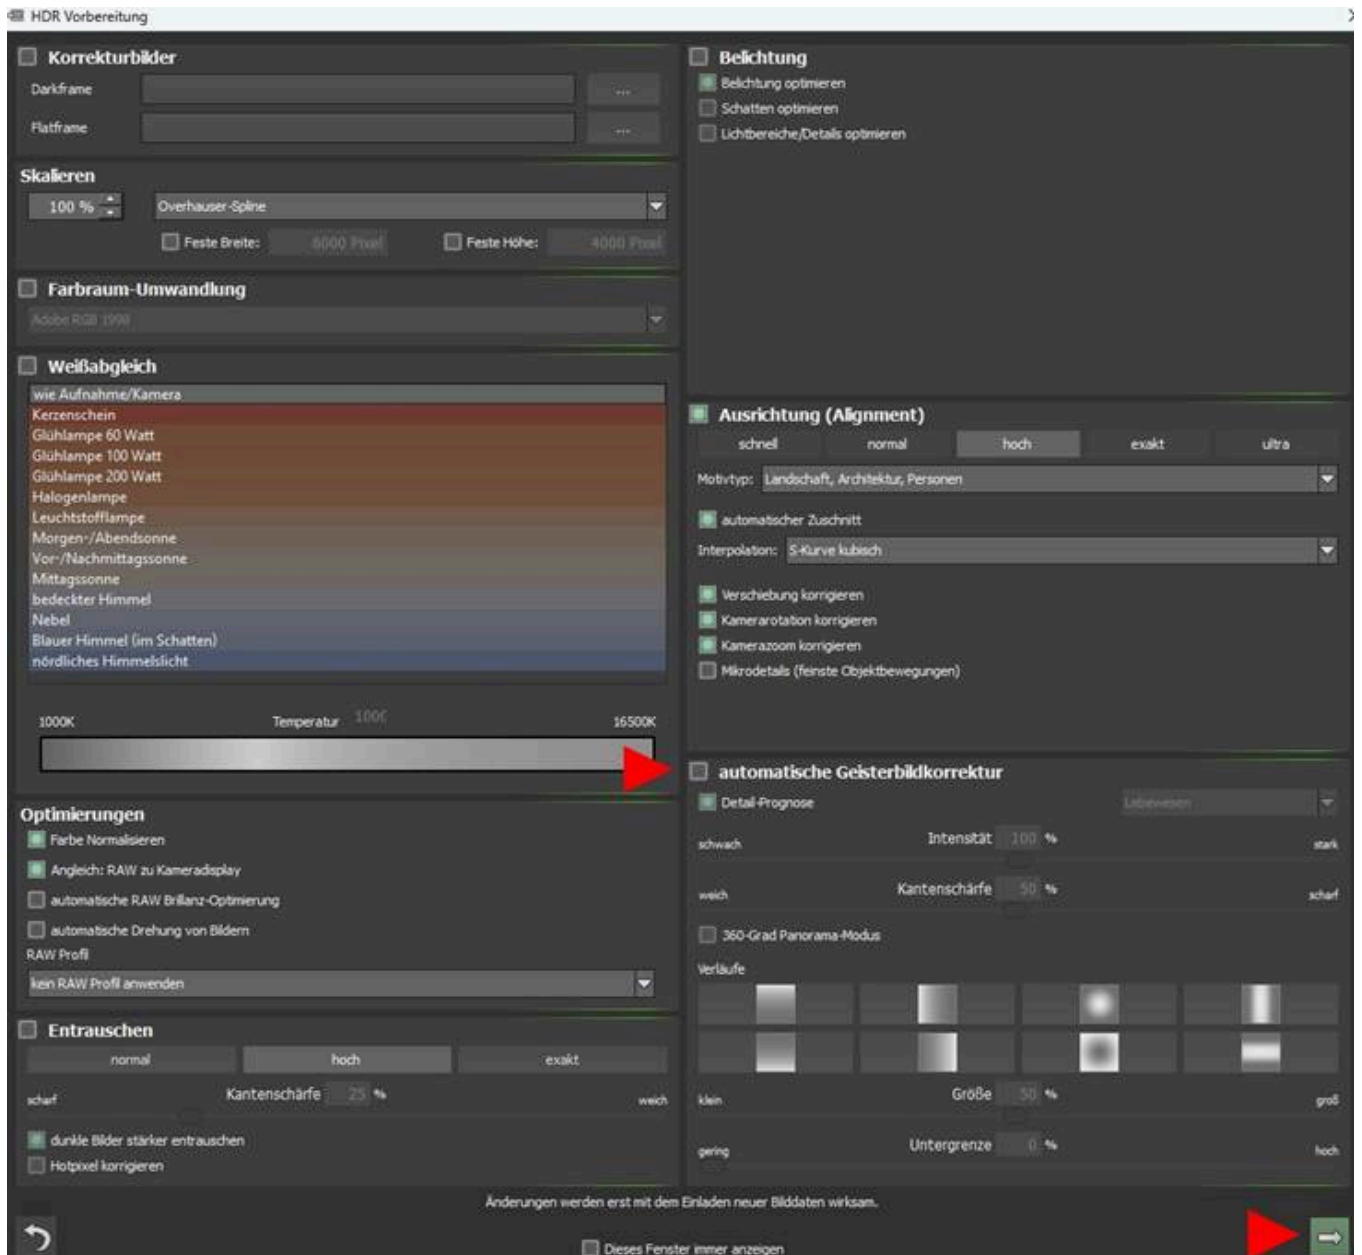 HDR Vorbereitung
Korrekturbilder
Darkframe
...
Flatframe
...
Skalieren
100 %
Overhauser-Spline
Feste Breite:
6000 Pixel
Feste Höhe:
4000 Pixel
Farbraum-Umwandlung
Adobe RGB 1998
Weißabgleich
wie Aufnahme/Kamera
Kerzenschein
Glühlampe 60 Watt
Glühlampe 100 Watt
Glühlampe 200 Watt
Halogenlampe
Leuchtstofflampe
Morgen-/Abendsonne
Vor-/Nachmittagssonne
Mittagssonne
bedeckter Himmel
Nebel
Blauer Himmel (im Schatten)
nördliches Himmelslicht
1000K
Temperatur
16500K
Optimierungen
Farbe Normalisieren
Angleich: RAW zu Kameradisplay
automatische RAW Brillanz-Optimierung
automatische Drehung von Bildern
RAW Profil
kein RAW Profil anwenden
Entrauschen
normal hoch exakt
scharf Kantenschärfe 25 % weich
dunkle Bilder stärker entrauschen
Hotpixel korrigieren
Belichtung
Belichtung optimieren
Schatten optimieren
Lichtbereiche/Details optimieren
Ausrichtung (Alignment)
schnell normal hoch exakt ultra
Motivtyp: Landschaft, Architektur, Personen
automatischer Zuschnitt
Interpolation: S-Kurve kubisch
Verschiebung korrigieren
Kamerarotation korrigieren
Kamerazoom korrigieren
Mikrodetails (feinste Objektbewegungen)
automatische Geisterbildkorrektur
Detail-Prognose Lebewesen
schwach Intensität 100 % stark
weich Kantenschärfe 50 % scharf
360-Grad Panorama-Modus
Verläufe
klein Größe 50 % groß
gering Untergrenze 0 % hoch
Änderungen werden erst mit dem Einladen neuer Bilddaten wirksam.
Dieses Fenster immer anzeigen